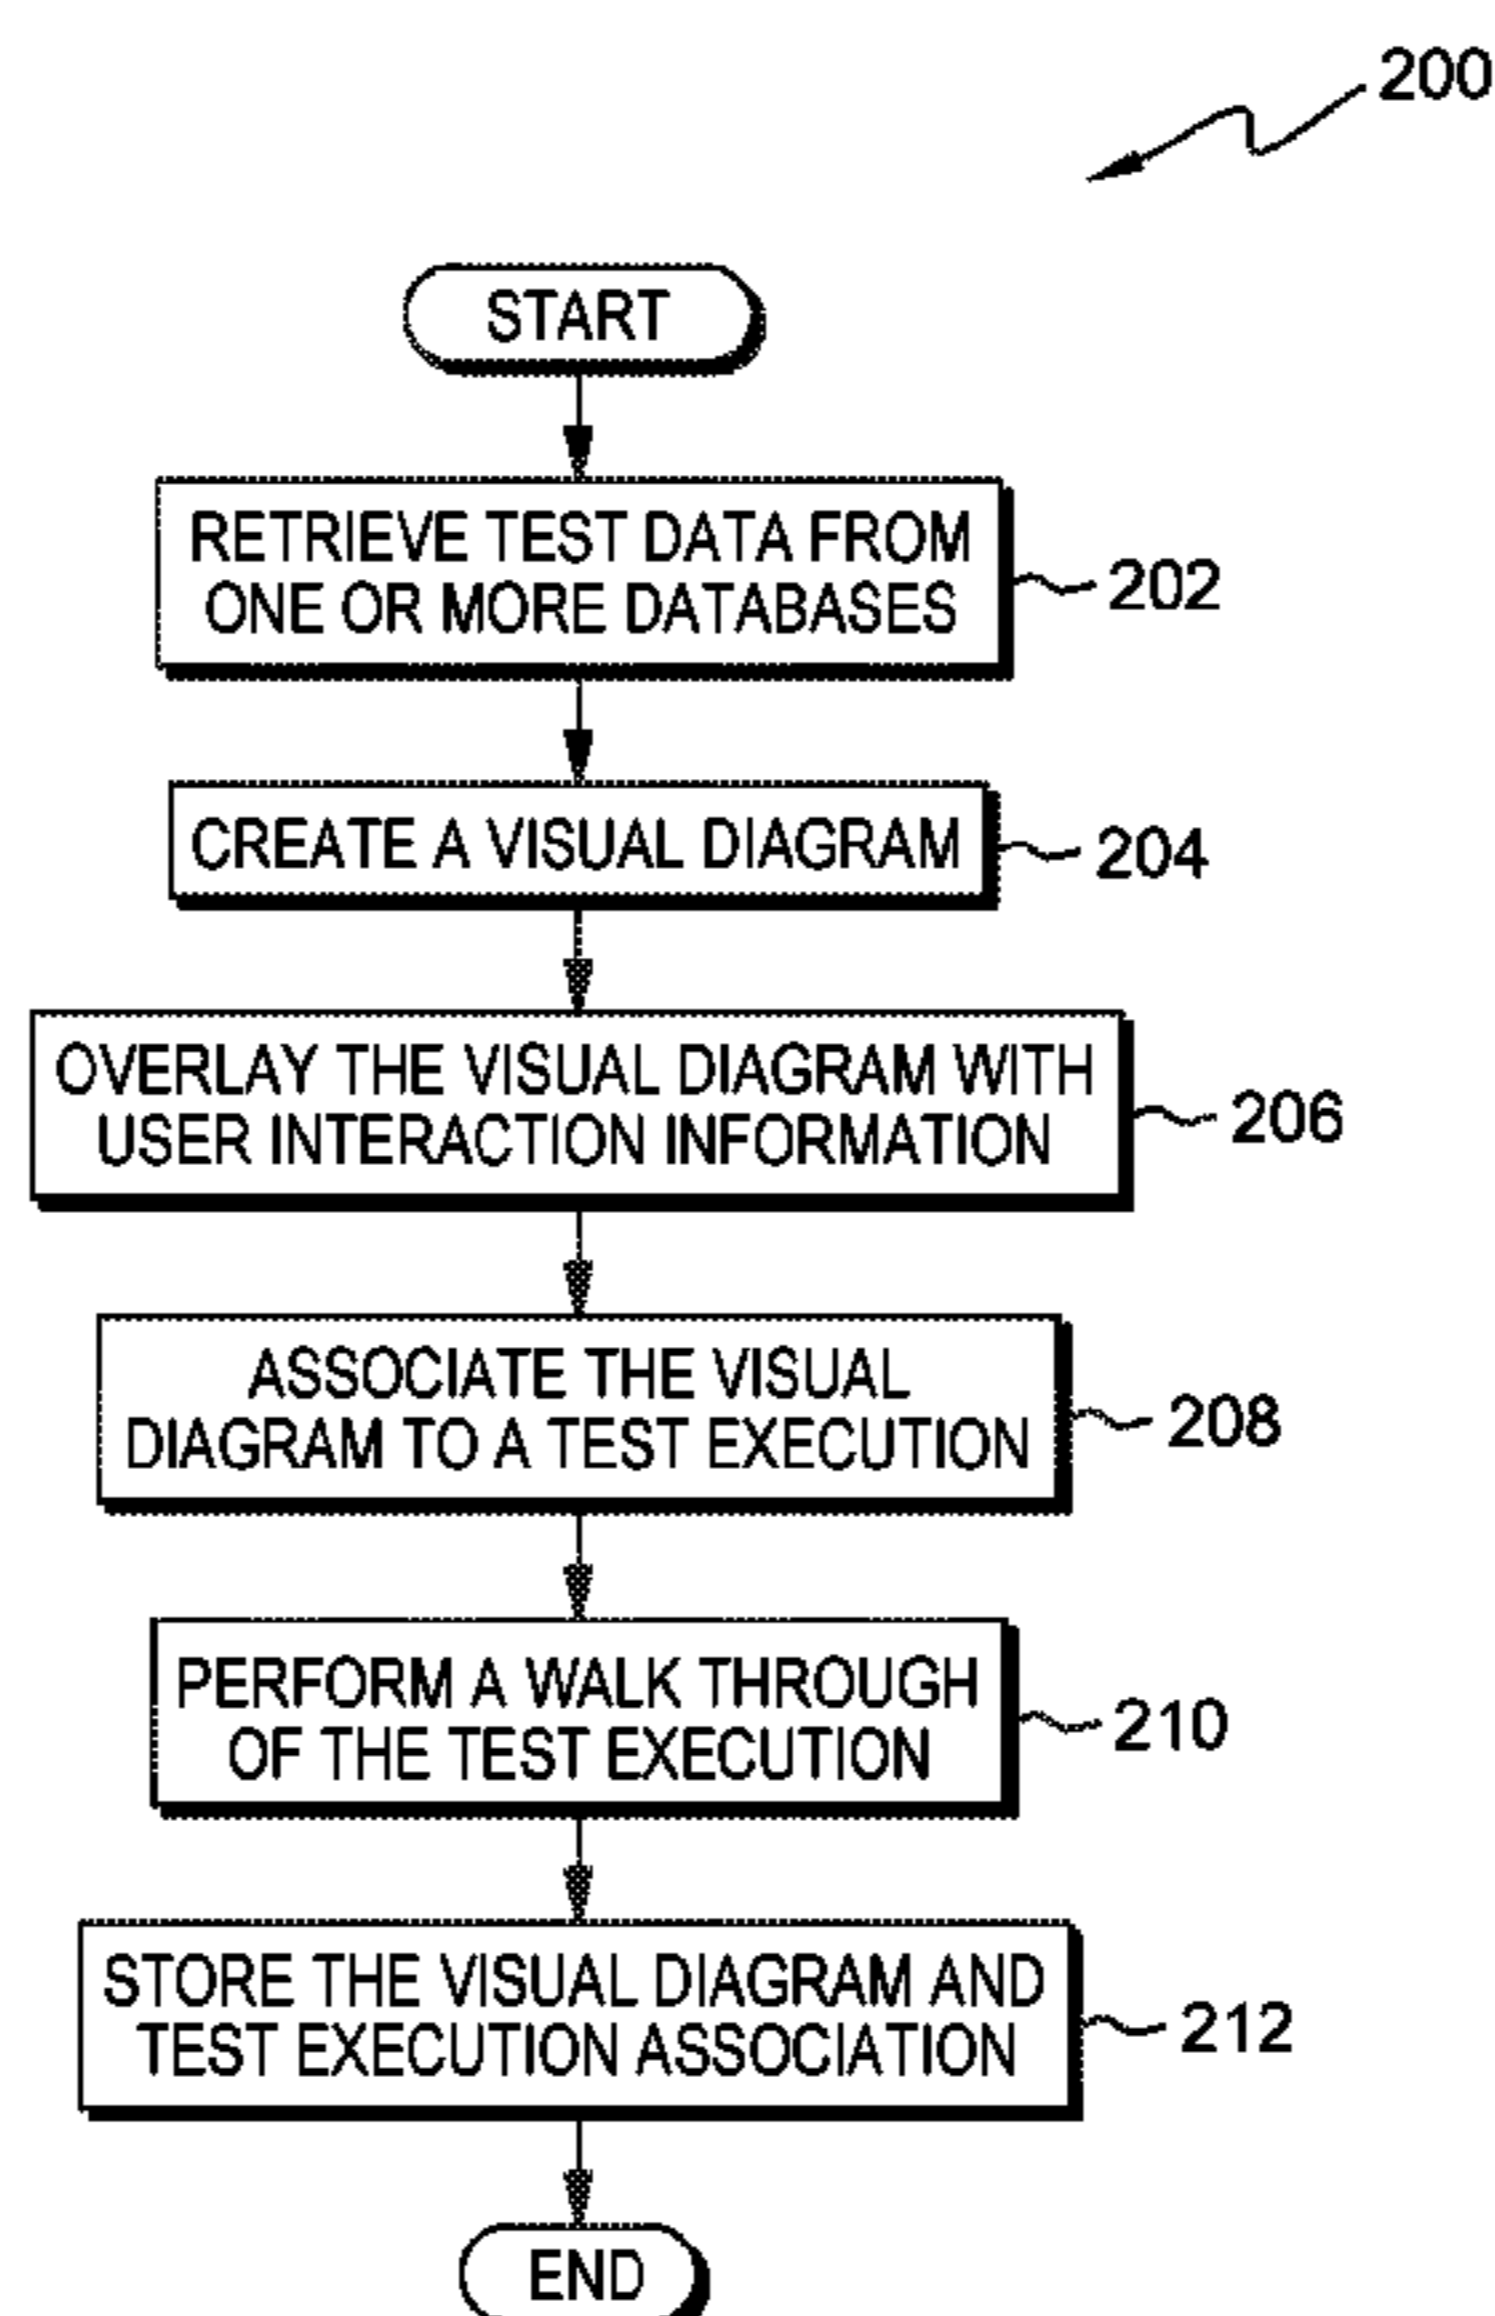 200
START
RETRIEVE TEST DATA FROM
ONE OR MORE DATABASES
202
CREATE A VISUAL DIAGRAM
204
OVERLAY THE VISUAL DIAGRAM WITH
USER INTERACTION INFORMATION
206
ASSOCIATE THE VISUAL
DIAGRAM TO A TEST EXECUTION
208
PERFORM A WALK THROUGH
OF THE TEST EXECUTION
210
STORE THE VISUAL DIAGRAM AND
TEST EXECUTION ASSOCIATION
212
END